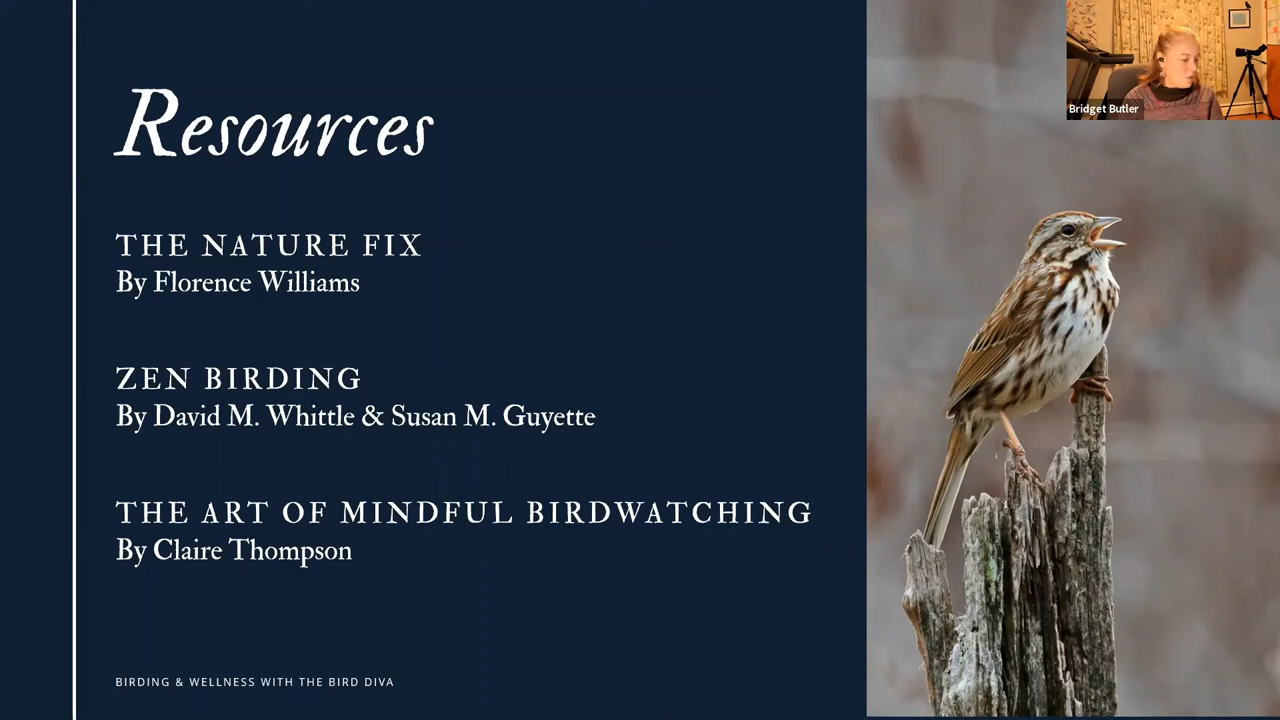 Resources
THE NATURE FIX
By Florence Williams
ZEN BIRDING
By David M. Whittle & Susan M. Guyette
THE ART OF MINDFUL BIRDWATCHING
By Claire Thompson
BIRDING & WELLNESS WITH THE BIRD DIVA
Bridget Butler